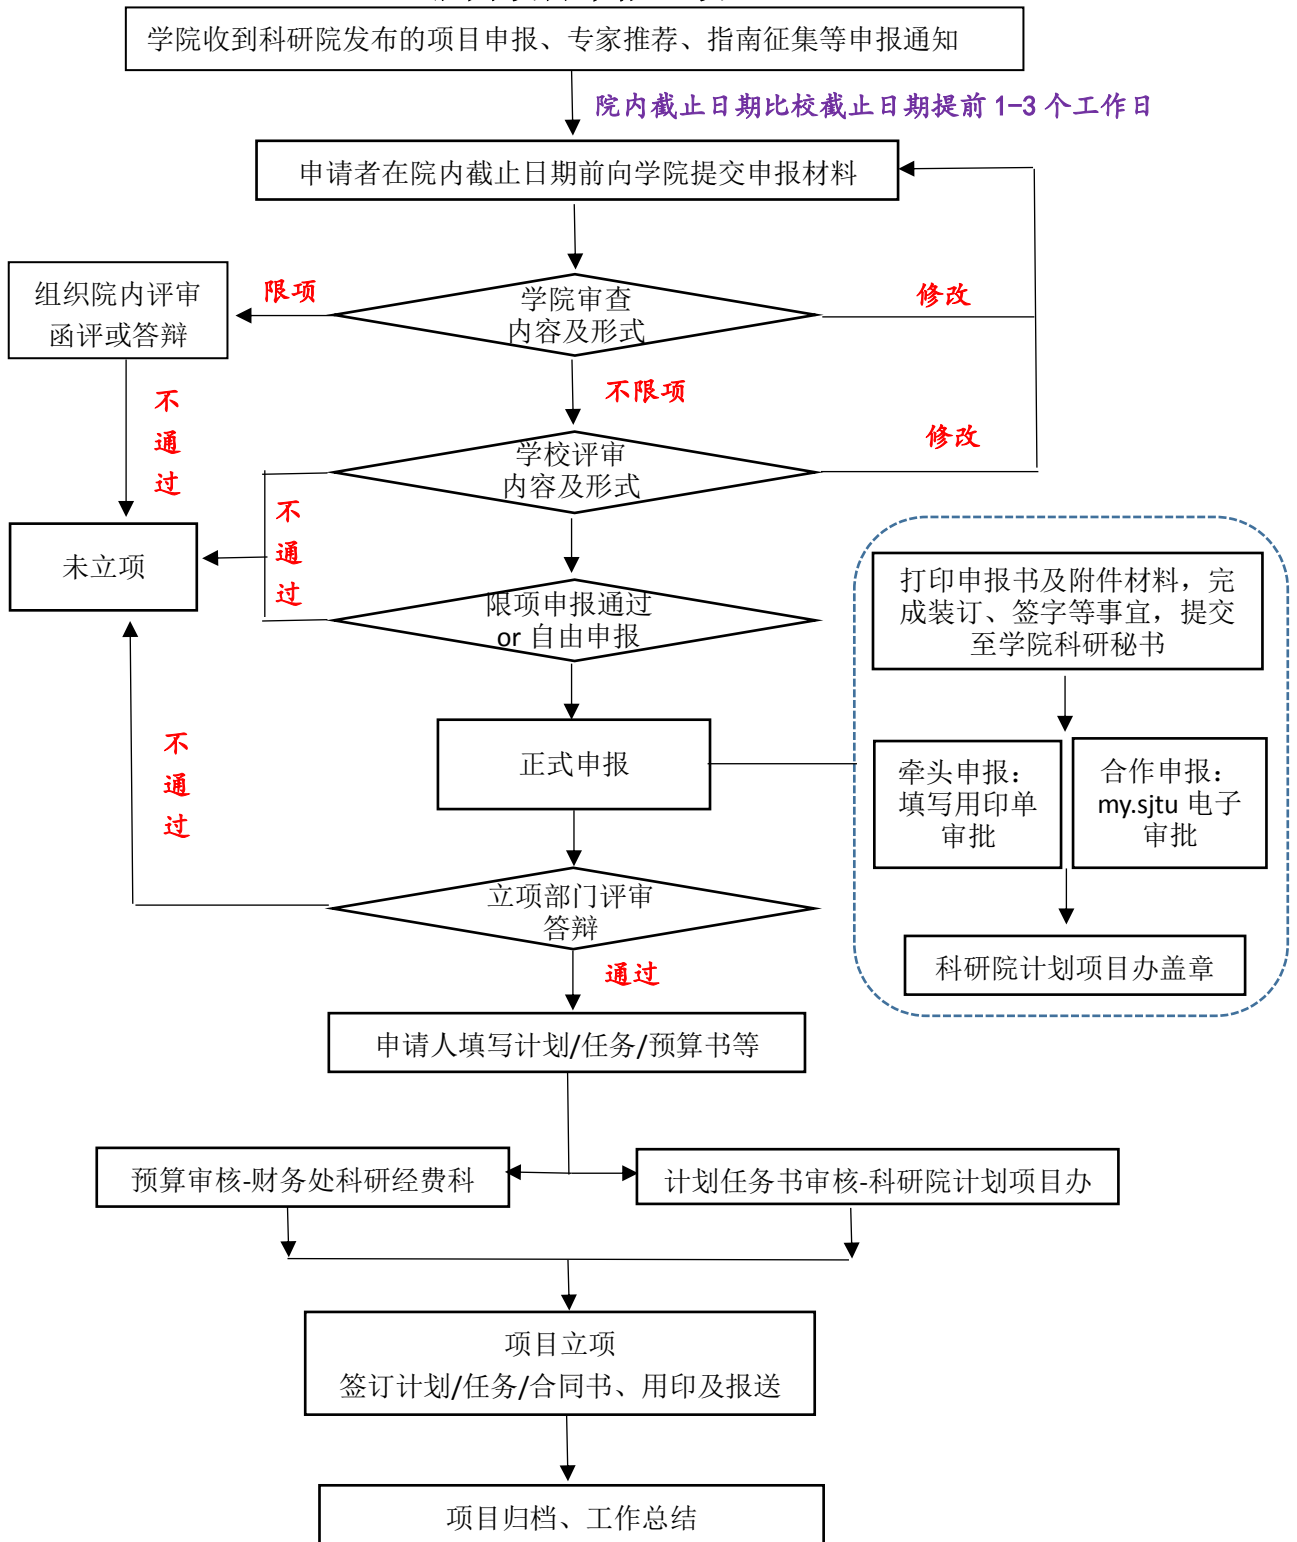 学院收到科研院发布的项目申报、专家推荐、指南征集等申报通知
院内截止日期比校截止日期提前 1-3 个工作日
申请者在院内截止日期前向学院提交申报材料
组织院内评审
函评或答辩
限项
学院审查
内容及形式
修改
不限项
不
通
过
学校评审
内容及形式
修改
不
通
过
未立项
限项申报通过
or 自由申报
打印申报书及附件材料，完
成装订、签字等事宜，提交
至学院科研秘书
正式申报
牵头申报：
填写用印单
审批
合作申报：
my.sjtu 电子
审批
不
通
过
立项部门评审
答辩
科研院计划项目办盖章
通过
申请人填写计划/任务/预算书等
预算审核-财务处科研经费科
计划任务书审核-科研院计划项目办
项目立项
签订计划/任务/合同书、用印及报送
项目归档、工作总结